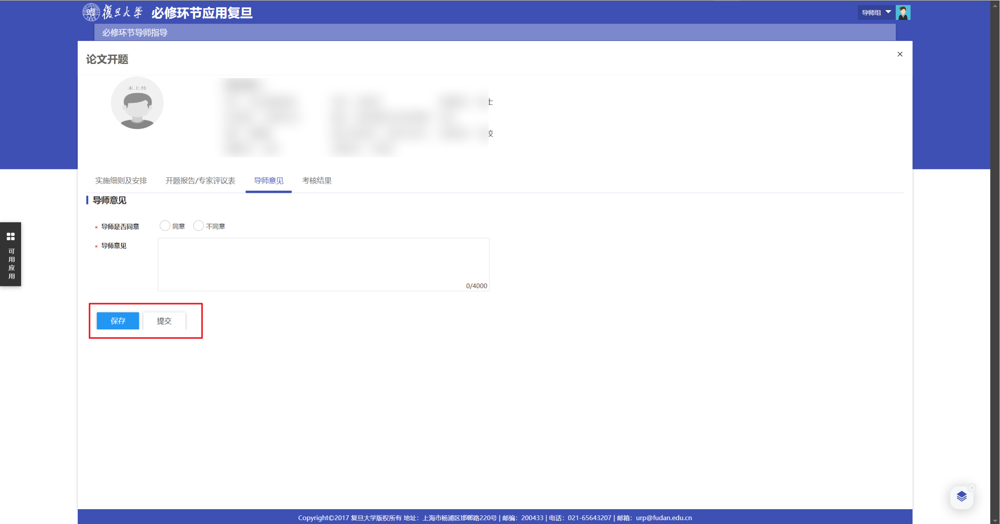 復旦大學 必修环节应用复旦
导师组
必修环节导师指导
论文开题
未上传
实施细则及安排 开题报告/专家评议表 导师意见 考核结果
导师意见
* 导师是否同意 同意 不同意
* 导师意见
0/4000
可用应用
保存 提交
Copyright©2017 复旦大学版权所有 地址：上海市杨浦区邯郸路220号 | 邮编：200433 | 电话：021-65643207 | 邮箱：urp@fudan.edu.cn